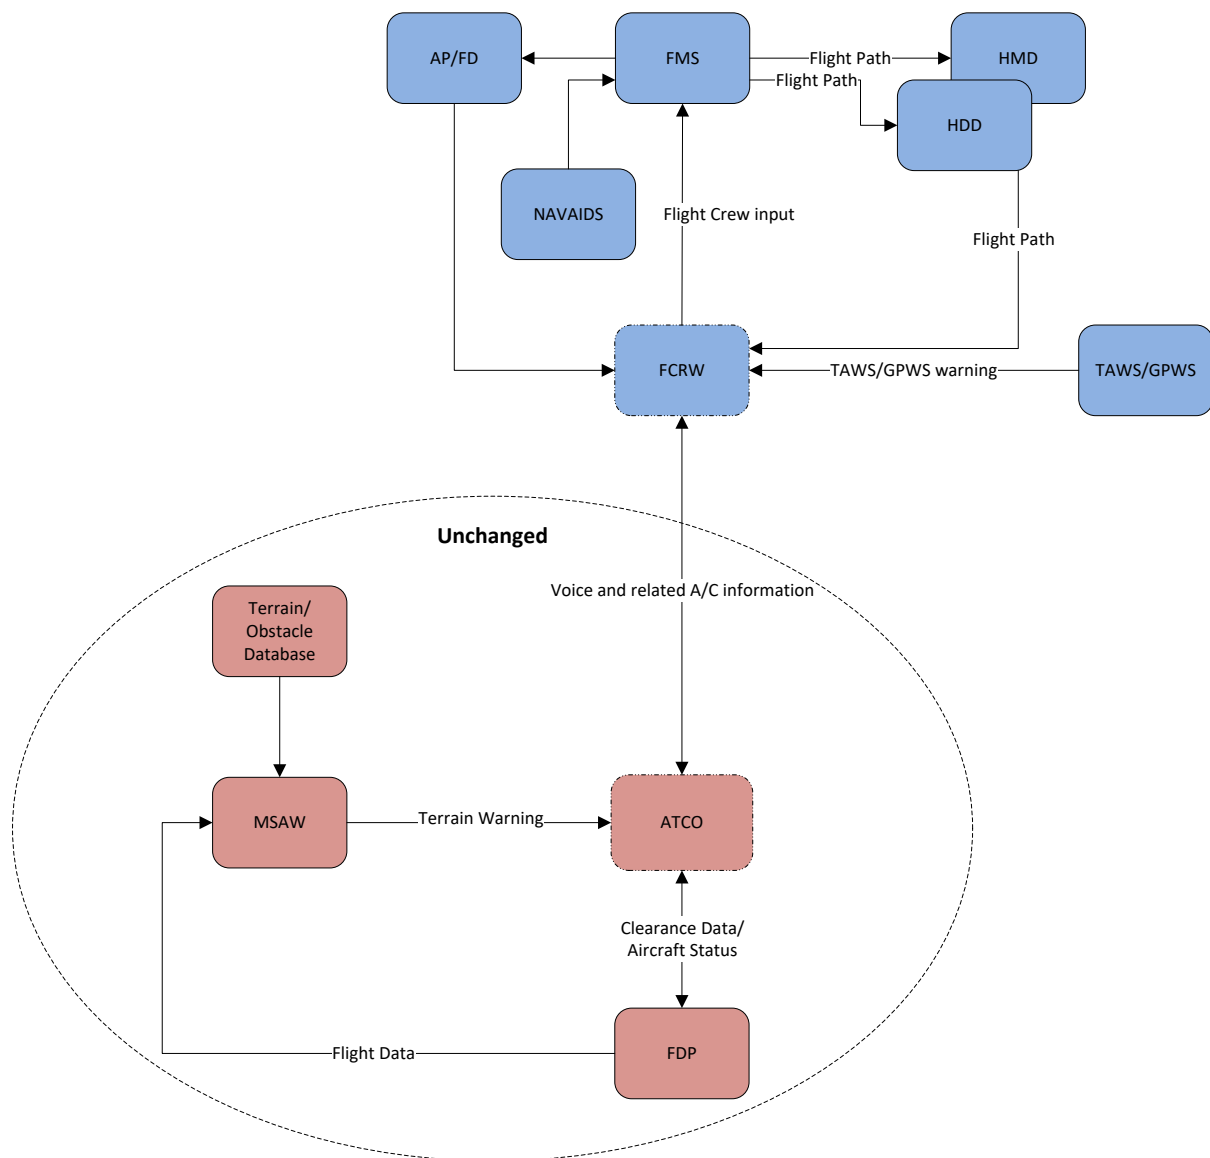 AP/FD
FMS
Flight Path
HMD
Flight Path
HDD
NAVAIDS
Flight Crew input
Flight Path
FCRW
TAWS/GPWS warning
TAWS/GPWS
Unchanged
Voice and related A/C information
Terrain/
Obstacle
Database
MSAW
Terrain Warning
ATCO
Clearance Data/
Aircraft Status
Flight Data
FDP